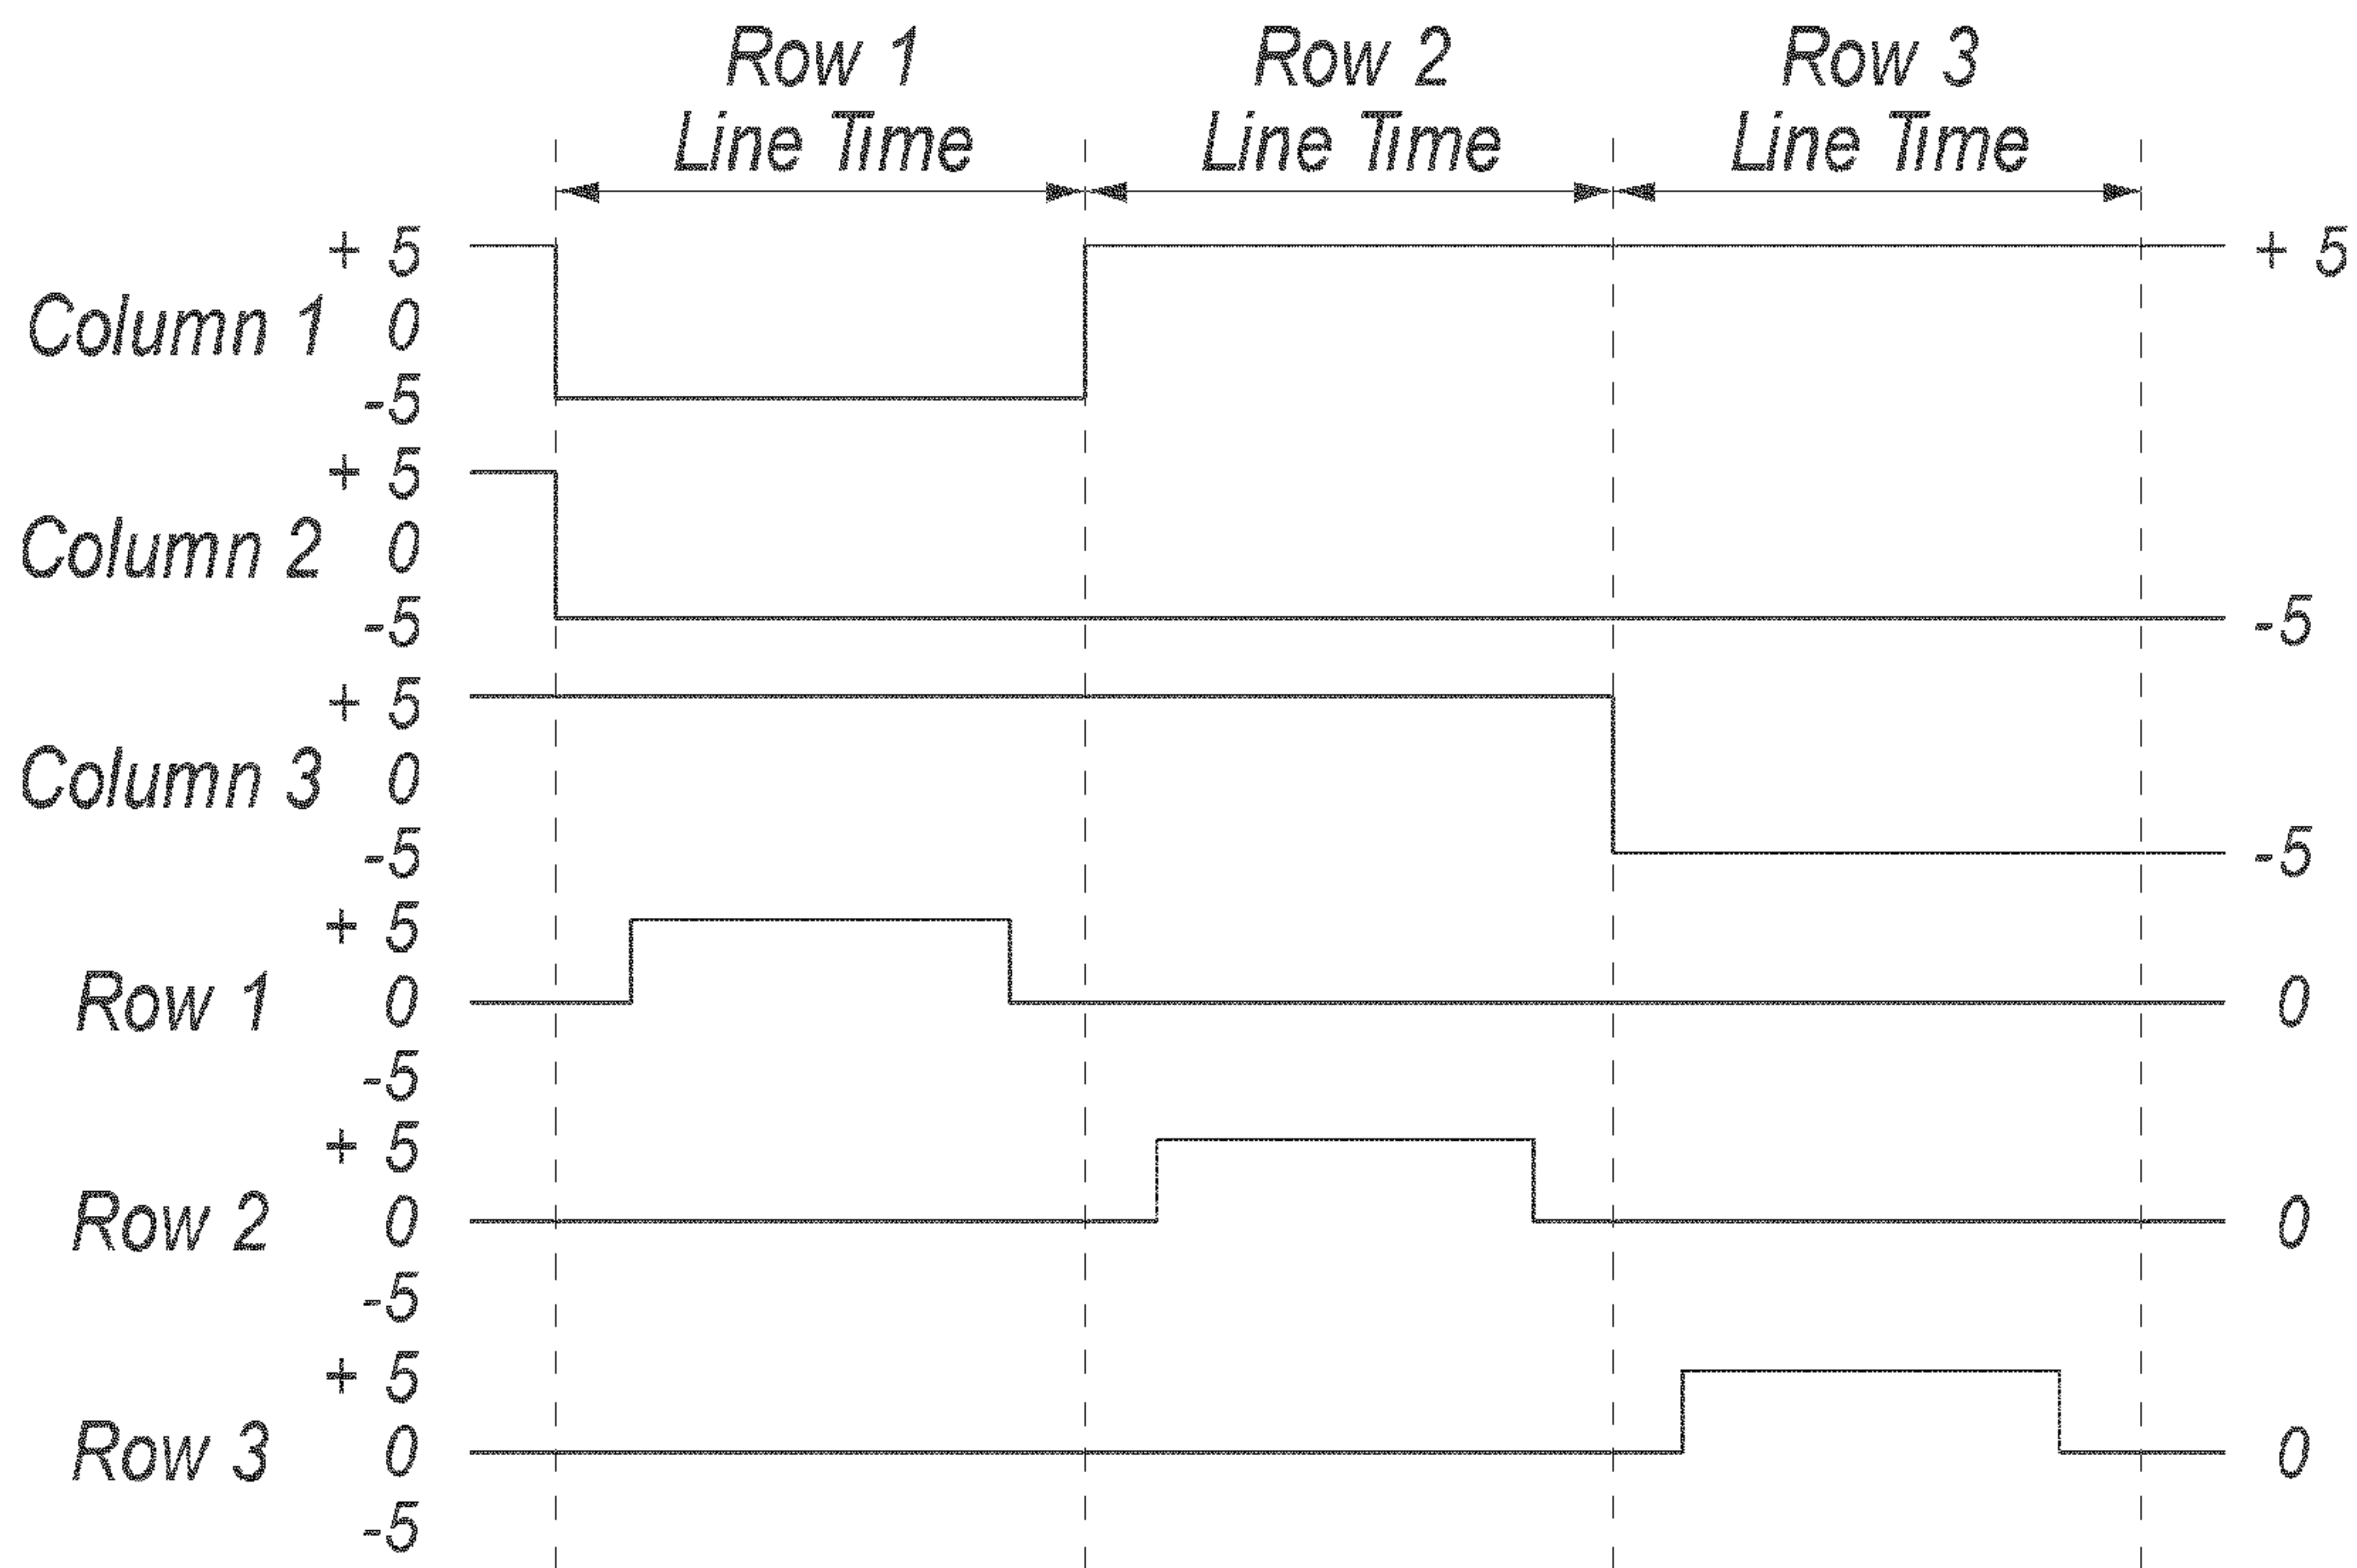 Row 1 Row 2 Row 3
Line Time Line Time Line Time
+ 5 + 5
Column 1 0
-5
+ 5
Column 2 0
-5 -5
+ 5
Column 3 0
-5 -5
+ 5
Row 1 0 0
-5
+ 5
Row 2 0 0
-5
+ 5
Row 3 0 0
-5